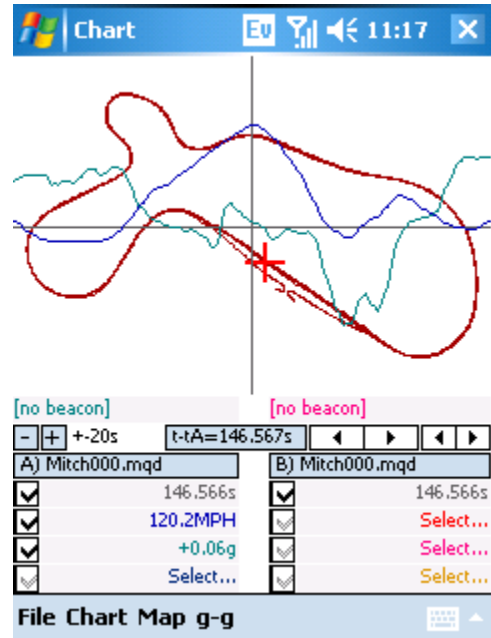 Chart Ev 11:17
[no beacon] [no beacon]
- + +-20s t-tA=146.567s
A) Mitch000.mqd B) Mitch000.mqd
146.566s 146.566s
120.2MPH Select...
+0.06g Select...
Select... Select...
File Chart Map g-g